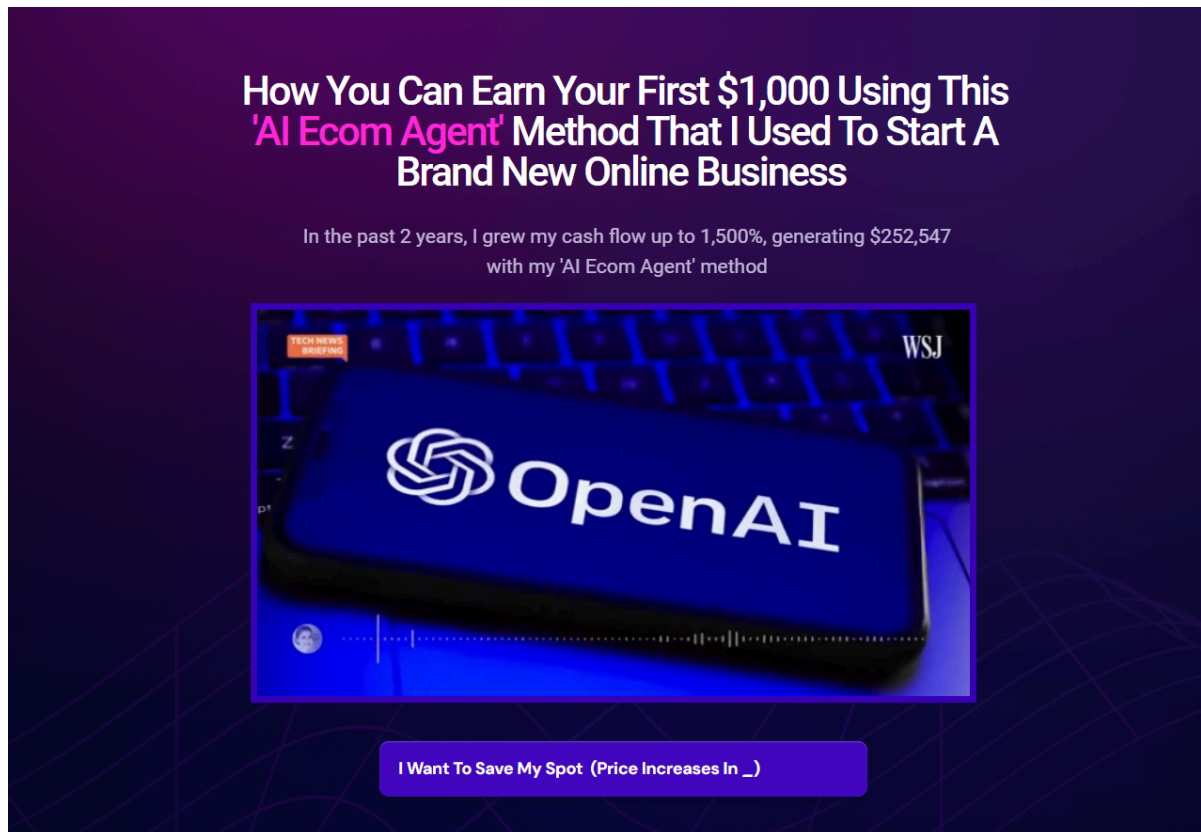 How You Can Earn Your First $1,000 Using This
'AI Ecom Agent' Method That I Used To Start A
Brand New Online Business
In the past 2 years, I grew my cash flow up to 1,500%, generating $252,547
with my 'AI Ecom Agent' method
TECH NEWS
BRIEFING
WSJ
Z
OpenAI
I Want To Save My Spot  (Price Increases In _)